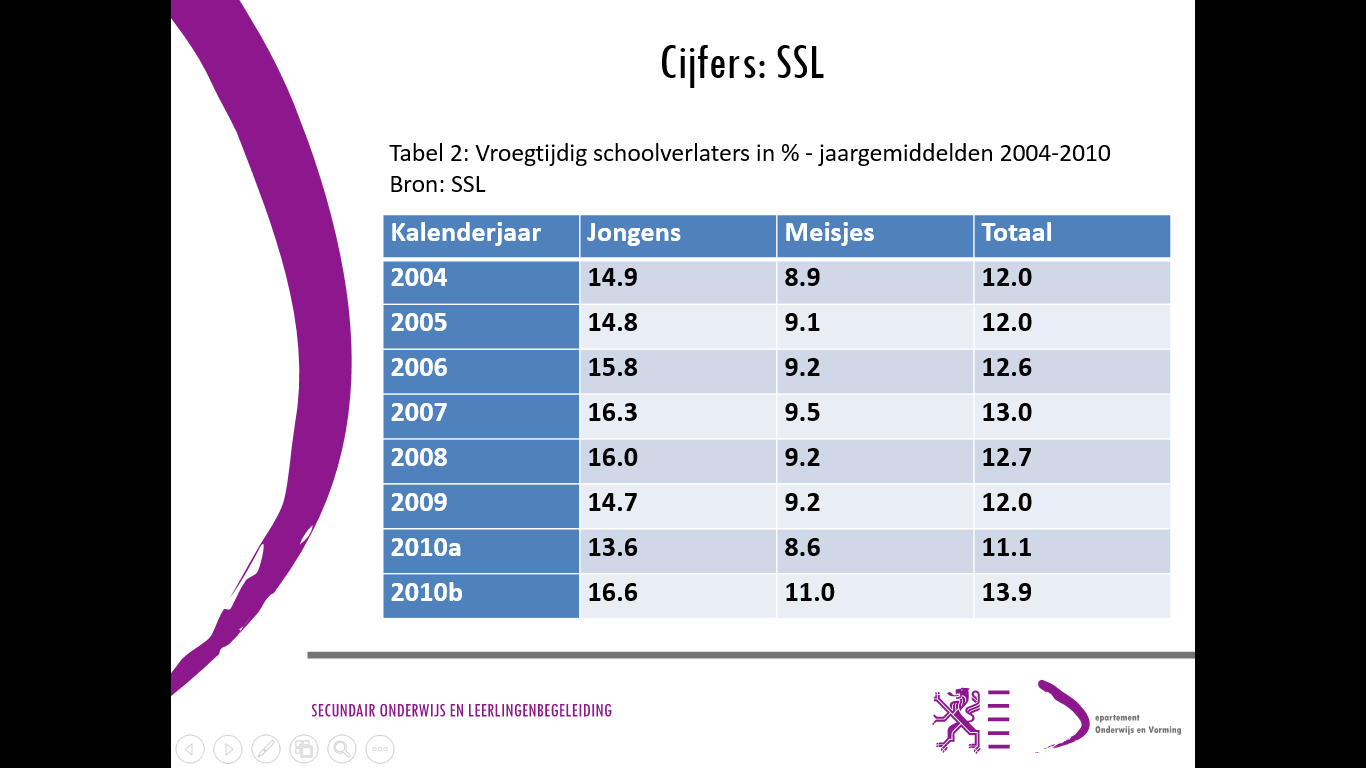 Cijfers: SSL
Tabel 2: Vroegtijdig schoolverlaters in % - jaargemiddelden 2004-2010
Bron: SSL
Kalenderjaar Jongens Meisjes Totaal
2004 14.9 8.9 12.0
2005 14.8 9.1 12.0
2006 15.8 9.2 12.6
2007 16.3 9.5 13.0
2008 16.0 9.2 12.7
2009 14.7 9.2 12.0
2010a 13.6 8.6 11.1
2010b 16.6 11.0 13.9
SECUNDAIR ONDERWIJS EN LEERLINGENBEGELEIDING
epartement
Onderwijs en Vorming